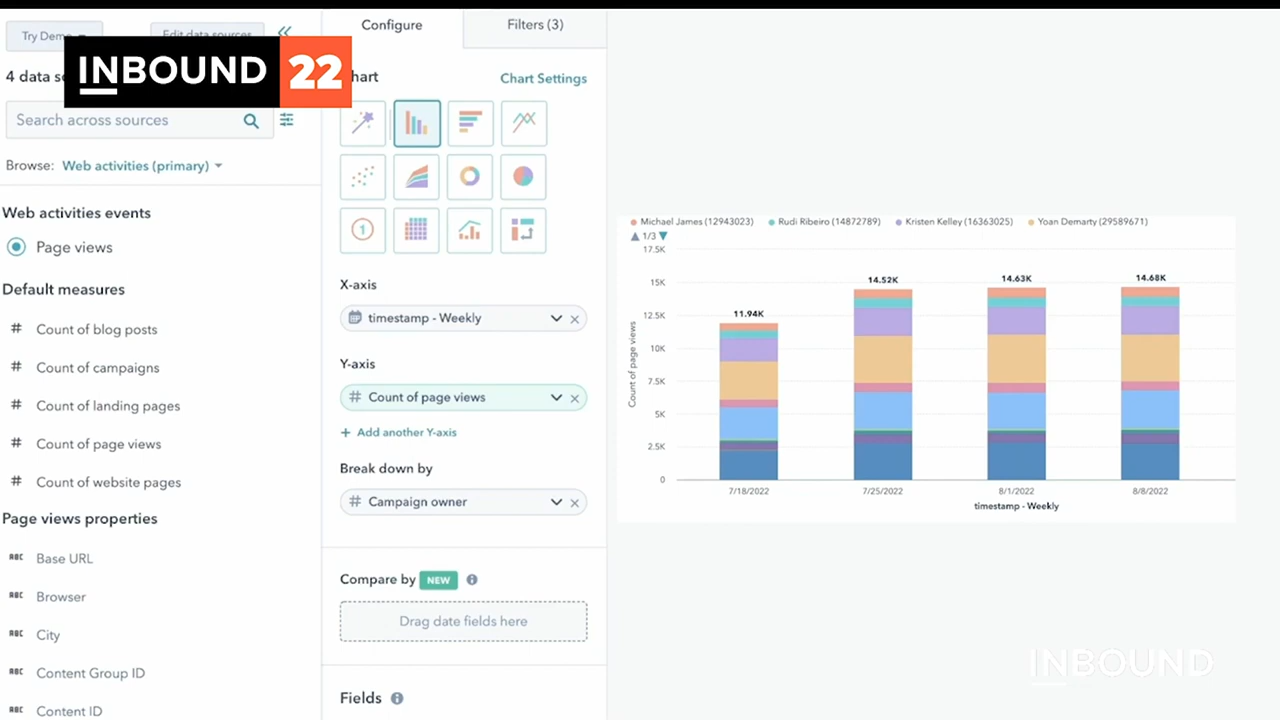 Try Demo
Edit data sources
INBOUND 22
4 data so
Search across sources
Browse: Web activities (primary)
Web activities events
Page views
Default measures
# Count of blog posts
# Count of campaigns
# Count of landing pages
# Count of page views
# Count of website pages
Page views properties
ABC Base URL
ABC Browser
ABC City
ABC Content Group ID
ABC Content ID
Configure
Filters (3)
hart
Chart Settings
1
X-axis
timestamp - Weekly
Y-axis
# Count of page views
+ Add another Y-axis
Break down by
# Campaign owner
Compare by NEW
Drag date fields here
Fields
Michael James (12943023) Rudi Ribeiro (14872789) Kristen Kelley (16363025) Yoan Demarty (29589671)
1/3
17.5K
15K
12.5K
10K
7.5K
5K
2.5K
0
Count of page views
11.94K
14.52K
14.63K
14.68K
7/18/2022 7/25/2022 8/1/2022 8/8/2022
timestamp - Weekly
INBOUND